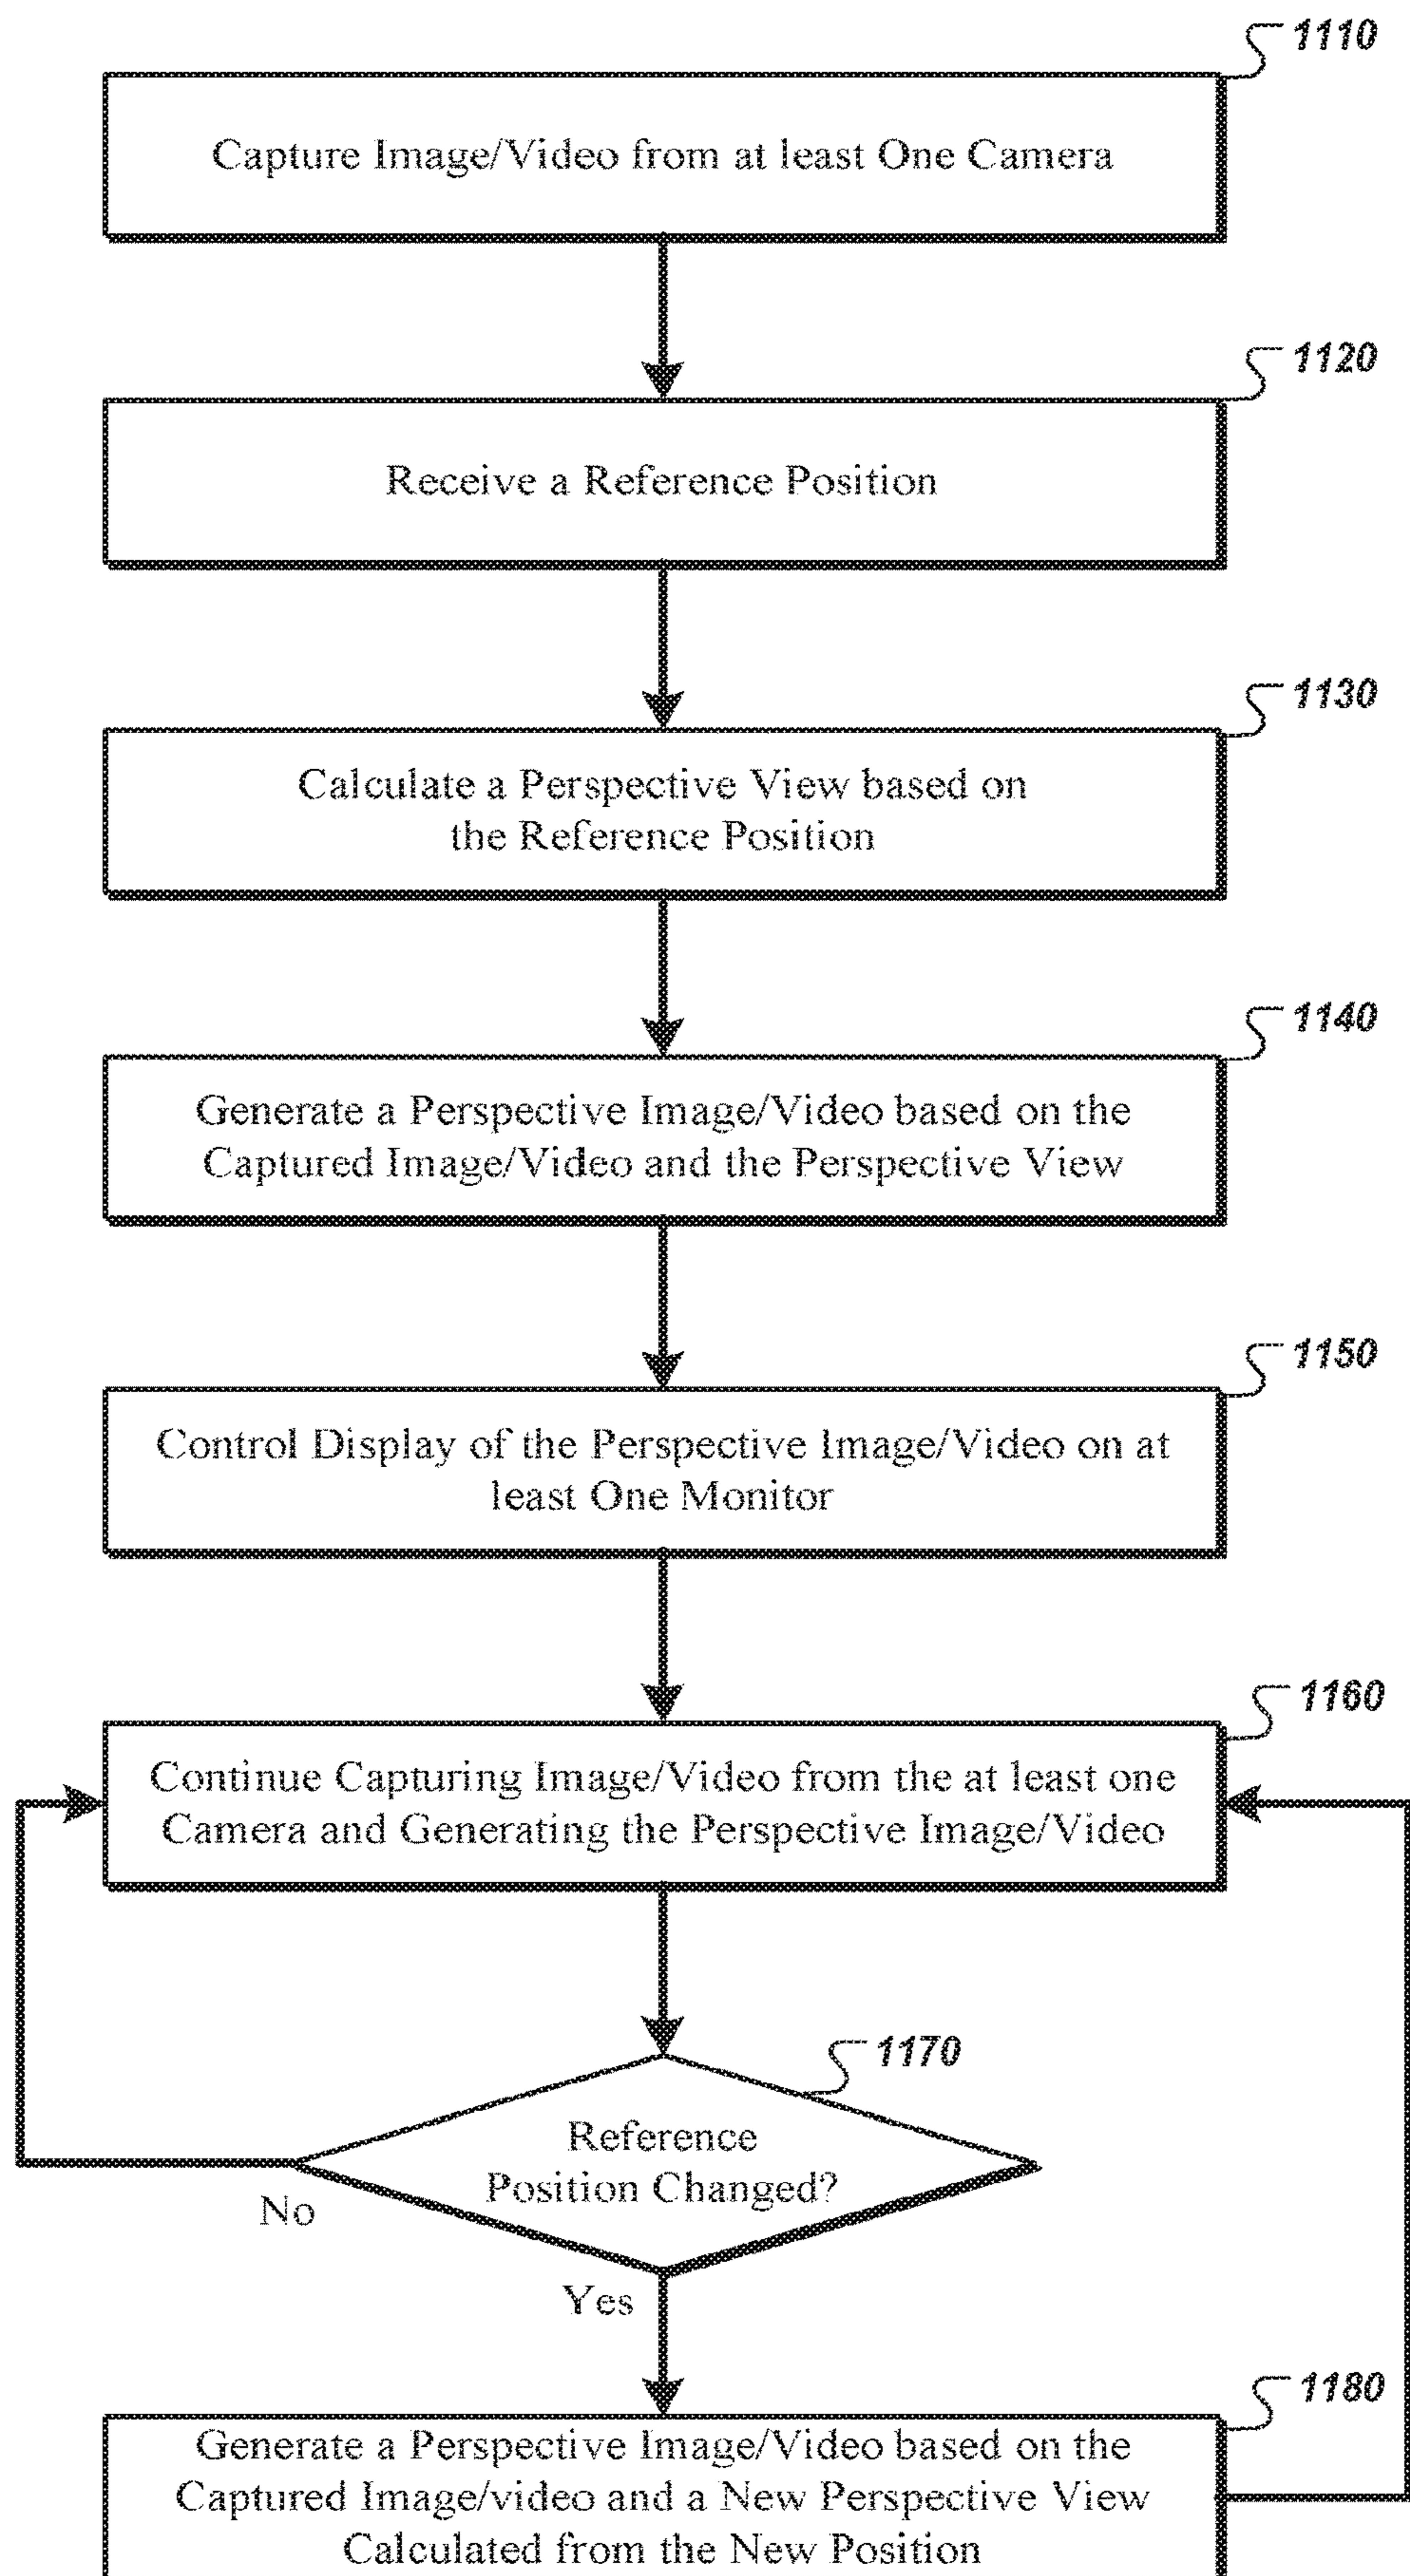 1110
Capture Image/Video from at least One Camera
1120
Receive a Reference Position
1130
Calculate a Perspective View based on
the Reference Position
1140
Generate a Perspective Image/Video based on the
Captured Image/Video and the Perspective View
1150
Control Display of the Perspective Image/Video on at
least One Monitor
1160
Continue Capturing Image/Video from the at least one
Camera and Generating the Perspective Image/Video
1170
Reference
Position Changed?
No
Yes
1180
Generate a Perspective Image/Video based on the
Captured Image/video and a New Perspective View
Calculated from the New Position